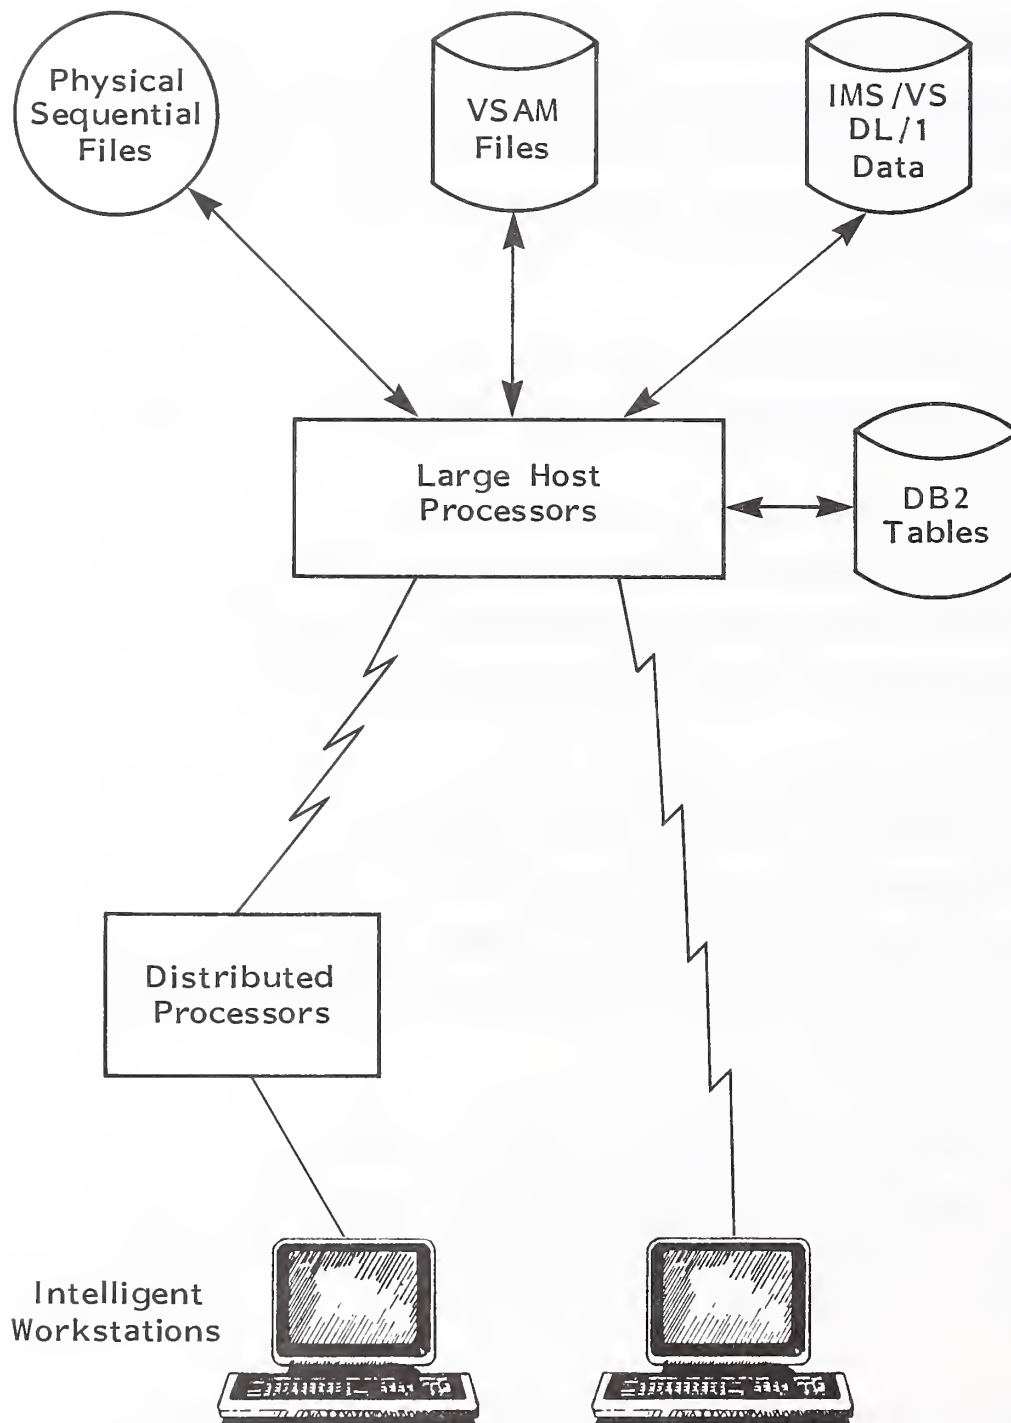 Physical
Sequential
Files
VSAM
Files
IMS/VS
DL/1
Data
Large Host
Processors
DB2
Tables
Distributed
Processors
Intelligent
Workstations